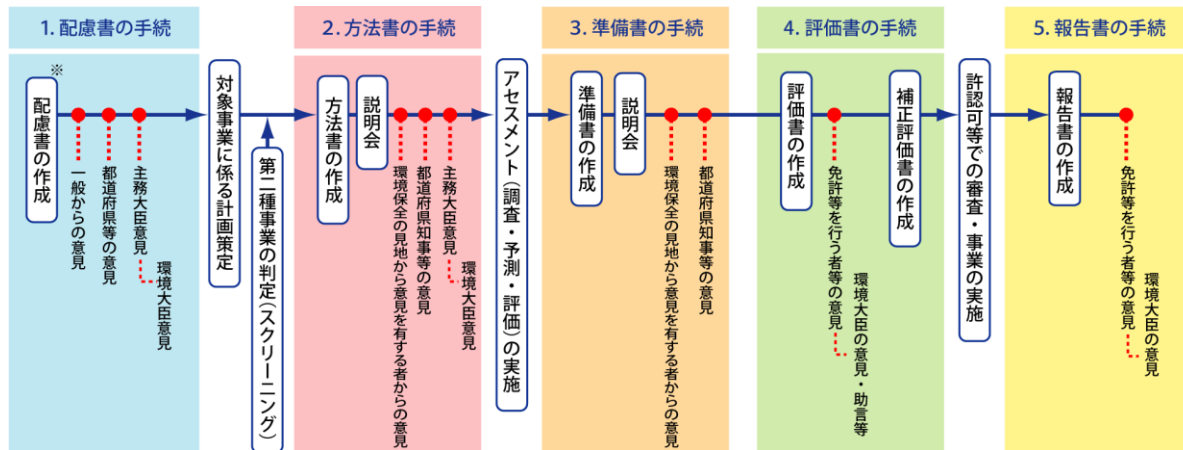 1. 配慮書の手続
※
配慮書の作成
一般からの意見
都道府県等の意見
主務大臣意見
環境大臣意見
対象事業に係る計画策定
第二種事業の判定(スクリーニング)
2. 方法書の手続
方法書の作成
説明会
環境保全の見地から意見を有する者からの意見
都道府県知事等の意見
主務大臣意見
環境大臣意見
アセスメント(調査・予測・評価)の実施
3. 準備書の手続
準備書の作成
説明会
環境保全の見地から意見を有する者からの意見
都道府県知事等の意見
4. 評価書の手続
評価書の作成
免許等を行う者等の意見
環境大臣の意見・助言等
補正評価書の作成
許認可等での審査・事業の実施
5. 報告書の手続
報告書の作成
免許等を行う者等の意見
環境大臣の意見